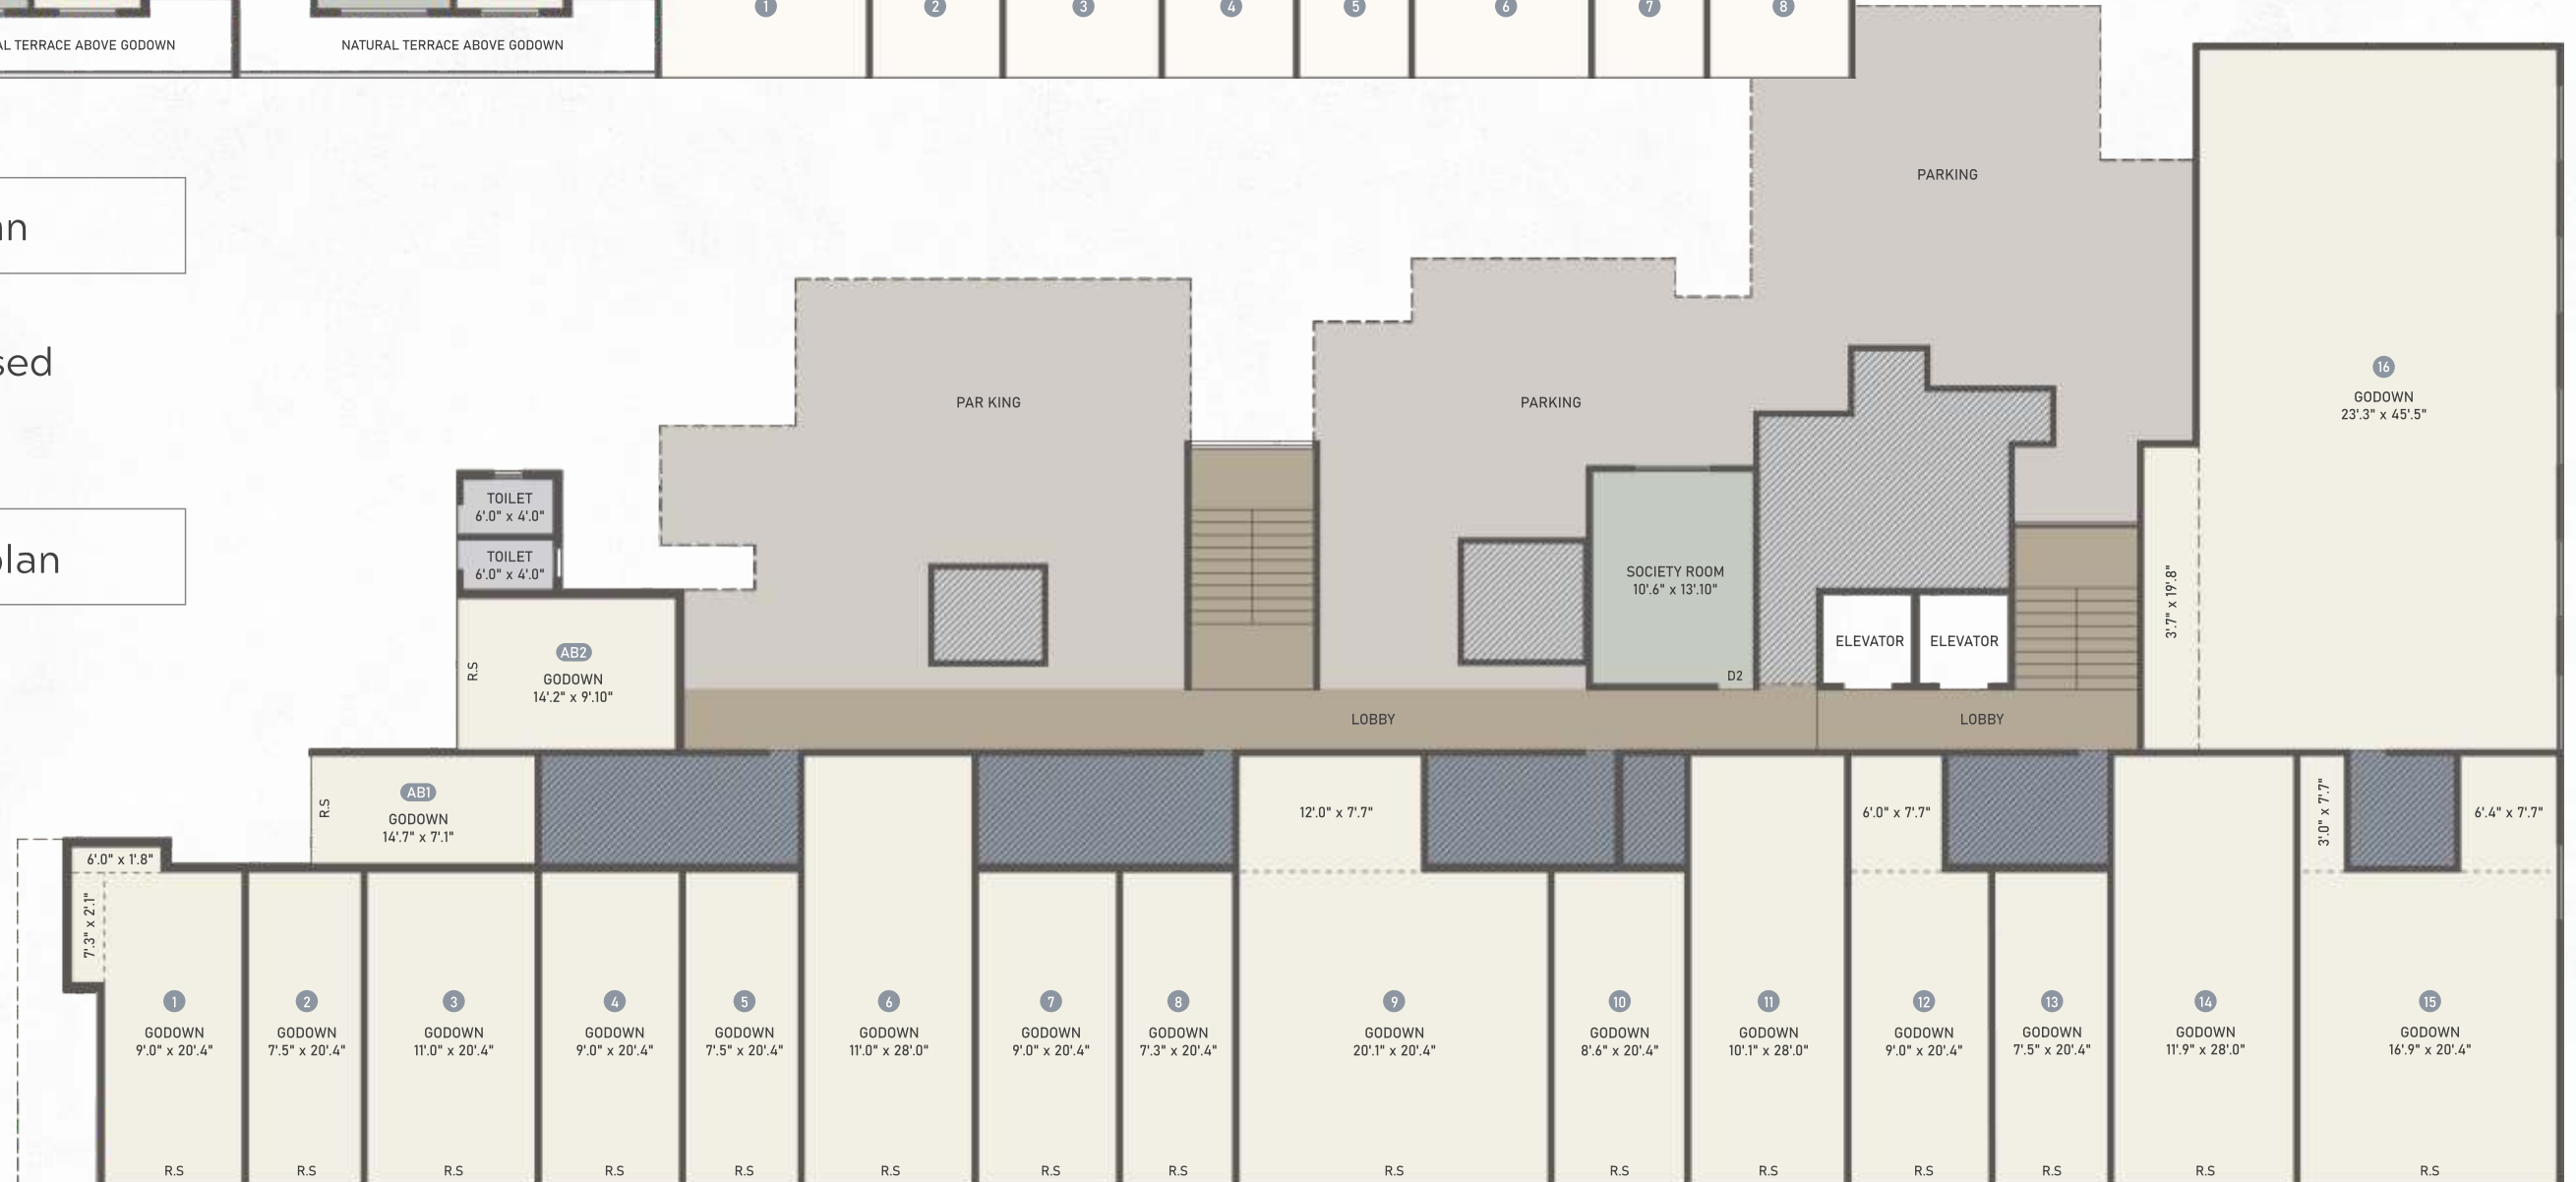 AL TERRACE ABOVE GODOWN
NATURAL TERRACE ABOVE GODOWN
1
2
3
4
5
6
7
8
an
sed
plan
PARKING
PAR KING
PARKING
16
GODOWN
23'.3" x 45'.5"
3'.7" x 19'.8"
TOILET
6'.0" x 4'.0"
TOILET
6'.0" x 4'.0"
SOCIETY ROOM
10'.6" x 13'.10"
D2
ELEVATOR
ELEVATOR
R.S
AB2
GODOWN
14'.2" x 9'.10"
LOBBY
LOBBY
R.S
AB1
GODOWN
14'.7" x 7'.1"
12'.0" x 7'.7"
6'.0" x 7'.7"
3'.0" x 7'.7"
6'.4" x 7'.7"
6'.0" x 1'.8"
7'.3" x 2'.1"
1
GODOWN
9'.0" x 20'.4"
R.S
2
GODOWN
7'.5" x 20'.4"
R.S
3
GODOWN
11'.0" x 20'.4"
R.S
4
GODOWN
9'.0" x 20'.4"
R.S
5
GODOWN
7'.5" x 20'.4"
R.S
6
GODOWN
11'.0" x 28'.0"
R.S
7
GODOWN
9'.0" x 20'.4"
R.S
8
GODOWN
7'.3" x 20'.4"
R.S
9
GODOWN
20'.1" x 20'.4"
R.S
10
GODOWN
8'.6" x 20'.4"
R.S
11
GODOWN
10'.1" x 28'.0"
R.S
12
GODOWN
9'.0" x 20'.4"
R.S
13
GODOWN
7'.5" x 20'.4"
R.S
14
GODOWN
11'.9" x 28'.0"
R.S
15
GODOWN
16'.9" x 20'.4"
R.S